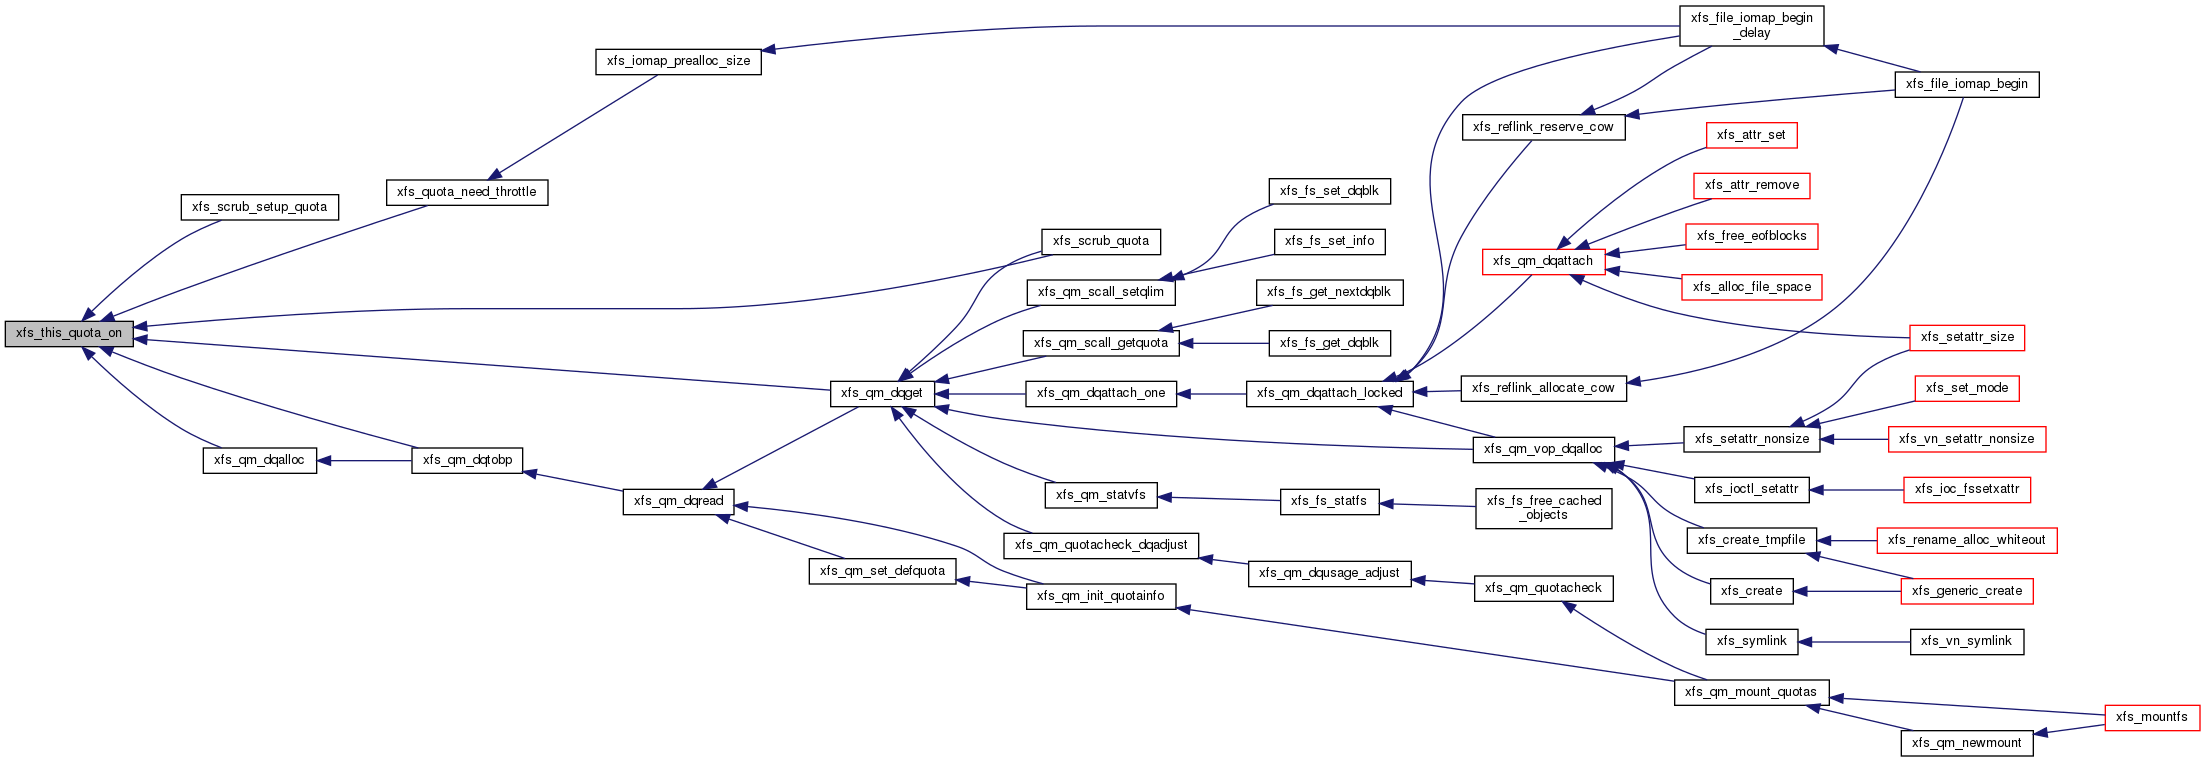 xfs_file_iomap_begin
_delay
xfs_iomap_prealloc_size
xfs_file_iomap_begin
xfs_reflink_reserve_cow
xfs_attr_set
xfs_attr_remove
xfs_quota_need_throttle
xfs_fs_set_dqblk
xfs_scrub_setup_quota
xfs_free_eofblocks
xfs_scrub_quota
xfs_fs_set_info
xfs_qm_dqattach
xfs_alloc_file_space
xfs_qm_scall_setqlim
xfs_fs_get_nextdqblk
xfs_this_quota_on
xfs_setattr_size
xfs_qm_scall_getquota
xfs_fs_get_dqblk
xfs_reflink_allocate_cow
xfs_set_mode
xfs_qm_dqget
xfs_qm_dqattach_one
xfs_qm_dqattach_locked
xfs_setattr_nonsize
xfs_vn_setattr_nonsize
xfs_qm_vop_dqalloc
xfs_qm_dqalloc
xfs_qm_dqtobp
xfs_ioctl_setattr
xfs_ioc_fssetxattr
xfs_qm_statvfs
xfs_qm_dqread
xfs_fs_statfs
xfs_fs_free_cached
_objects
xfs_create_tmpfile
xfs_rename_alloc_whiteout
xfs_qm_quotacheck_dqadjust
xfs_qm_set_defquota
xfs_qm_dqusage_adjust
xfs_qm_quotacheck
xfs_create
xfs_generic_create
xfs_qm_init_quotainfo
xfs_symlink
xfs_vn_symlink
xfs_qm_mount_quotas
xfs_mountfs
xfs_qm_newmount